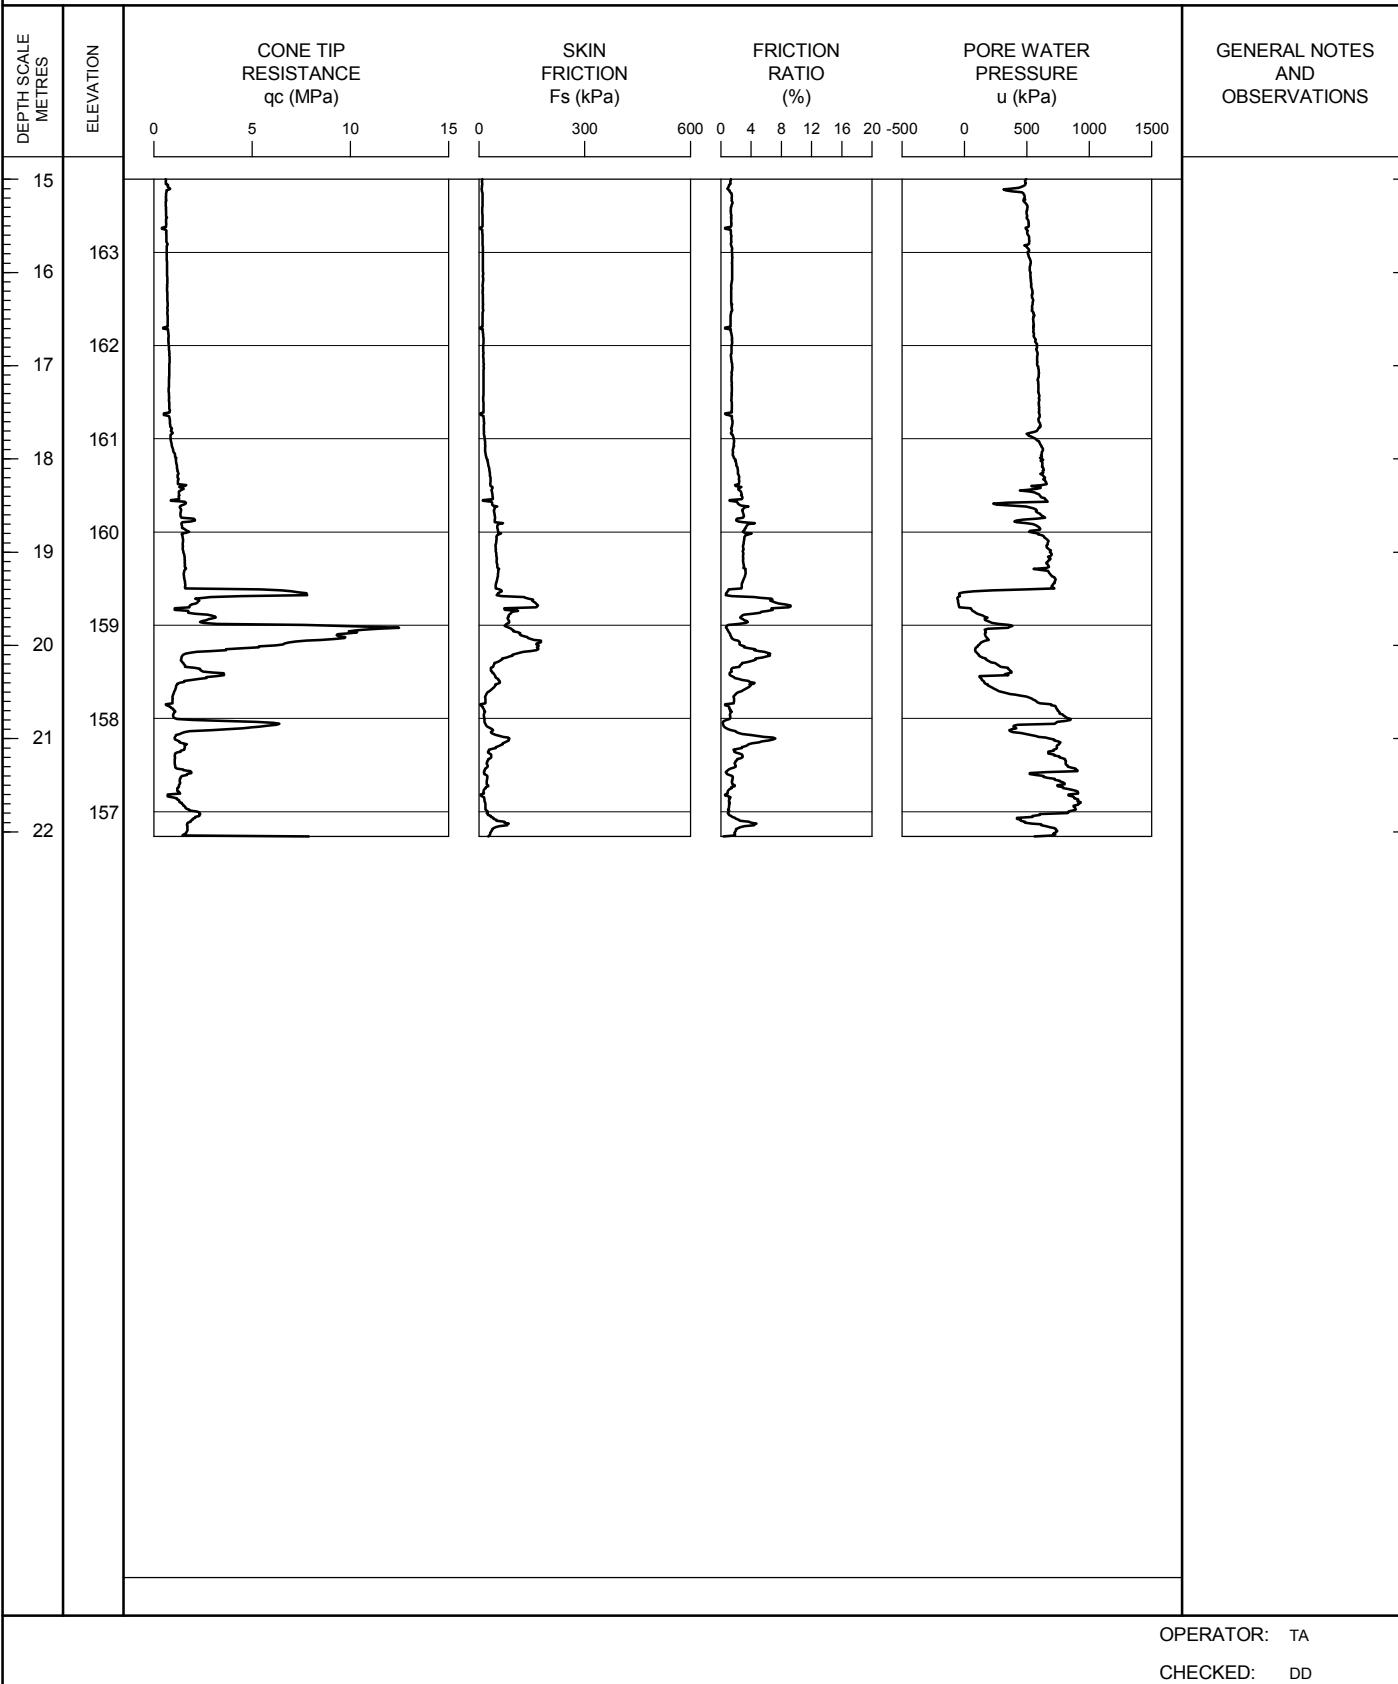 DEPTH SCALE
METRES
ELEVATION
CONE TIP
RESISTANCE
qc (MPa)
SKIN
FRICTION
Fs (kPa)
FRICTION
RATIO
(%)
PORE WATER
PRESSURE
u (kPa)
GENERAL NOTES
AND
OBSERVATIONS
0 5 10 15 0 300 600 0 4 8 12 16 20 -500 0 500 1000 1500
15
163
16
162
17
161
18
160
19
159
20
158
21
157
22
OPERATOR: TA
CHECKED: DD